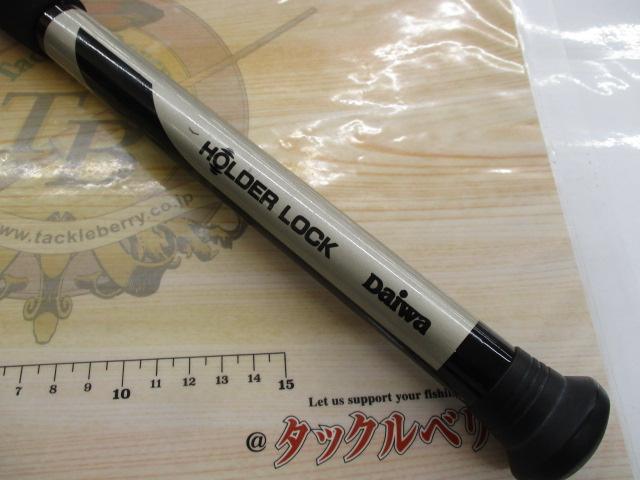 HOLDER LOCK
Daiwa
TB
www.tackleberry.co.jp
7 8 9 10 11 12 13 14 15
Let us support your fishing
@タックルベリ